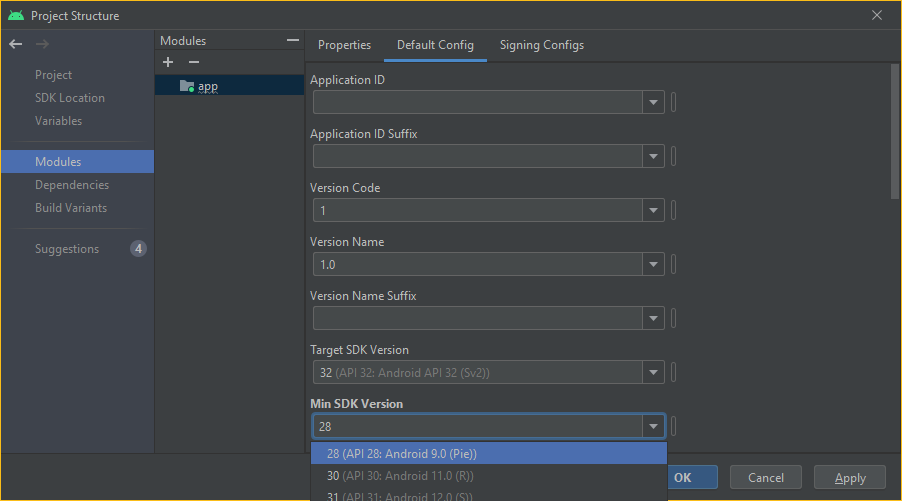 Project Structure
Project
SDK Location
Variables
Modules
Dependencies
Build Variants
Suggestions 4
Modules
app
Properties Default Config Signing Configs
Application ID
Application ID Suffix
Version Code
1
Version Name
1.0
Version Name Suffix
Target SDK Version
32 (API 32: Android API 32 (Sv2))
Min SDK Version
28
28 (API 28: Android 9.0 (Pie))
30 (API 30: Android 11.0 (R))
31 (API 31: Android 12.0 (S))
OK Cancel Apply